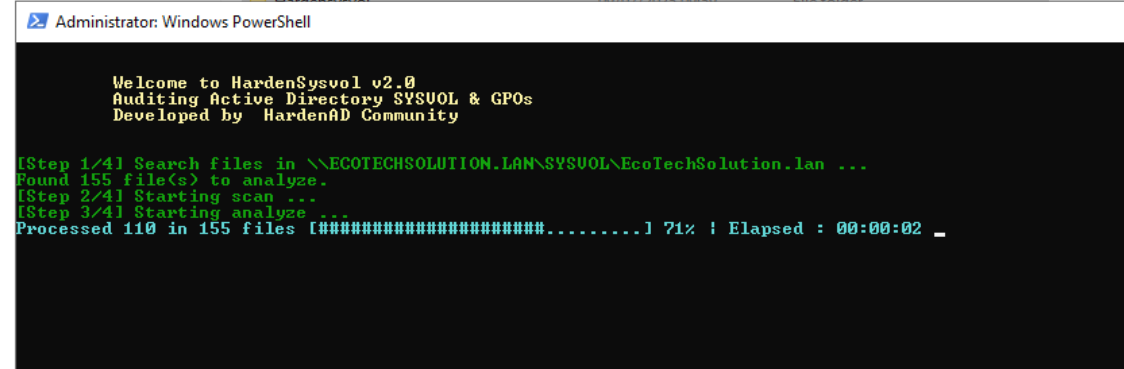 Administrator: Windows PowerShell
Welcome to HardenSysvol v2.0
Auditing Active Directory SYSVOL & GPOs
Developed by  HardenAD Community
[Step 1/4] Search files in \\ECOTECHSOLUTION.LAN\SYSVOL\EcoTechSolution.lan ...
Found 155 file(s) to analyze.
[Step 2/4] Starting scan ...
[Step 3/4] Starting analyze ...
Processed 110 in 155 files [#####################.........] 71% ¦ Elapsed : 00:00:02 _